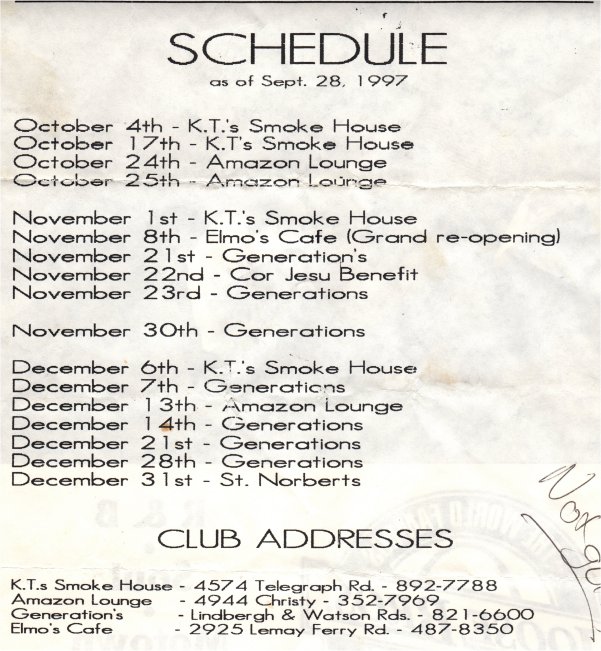 SCHEDULE
as of Sept. 28, 1997
October 4th - K.T.'s Smoke House
October 17th - K.T's Smoke House
October 24th - Amazon Lounge
October 25th - Amazon Lounge
November 1st - K.T.'s Smoke House
November 8th - Elmo's Cafe (Grand re-opening)
November 21st - Generation's
November 22nd - Cor Jesu Benefit
November 23rd - Generations
November 30th - Generations
December 6th - K.T.'s Smoke House
December 7th - Generations
December 13th - Amazon Lounge
December 14th - Generations
December 21st - Generations
December 28th - Generations
December 31st - St. Norberts
CLUB ADDRESSES
K.T.s Smoke House - 4574 Telegraph Rd. - 892-7788
Amazon Lounge - 4944 Christy - 352-7969
Generation's - Lindbergh & Watson Rds. - 821-6600
Elmo's Cafe - 2925 Lemay Ferry Rd. - 487-8350